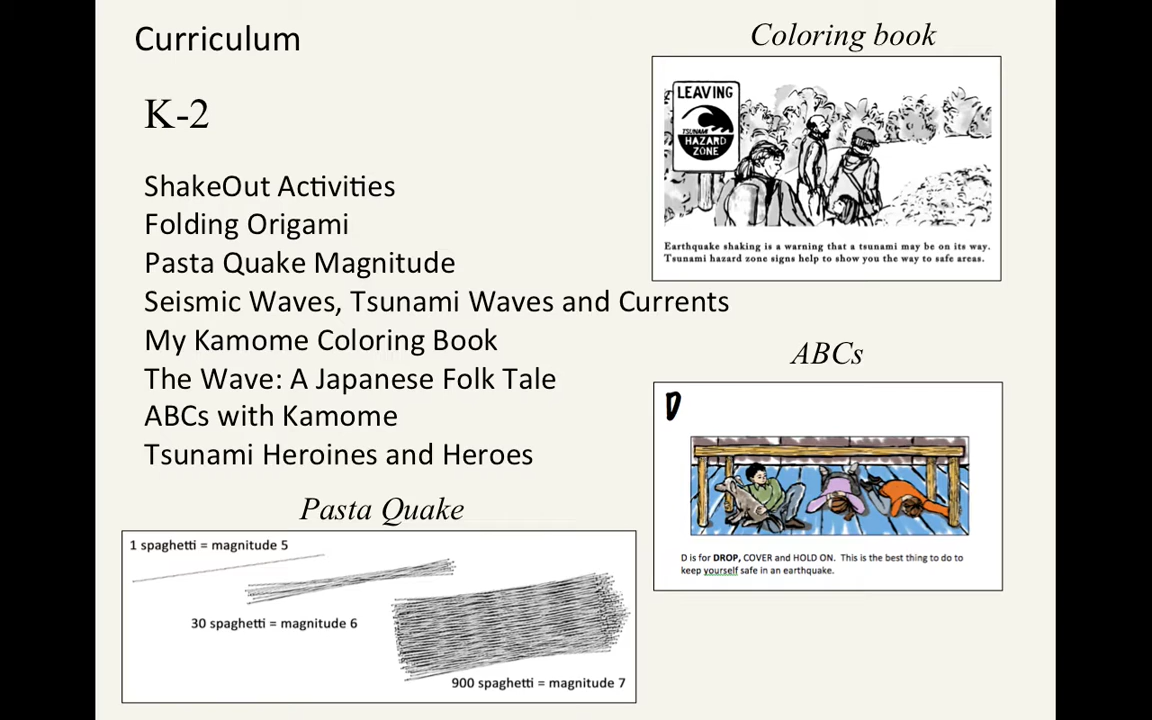 Curriculum
K-2
ShakeOut Activities
Folding Origami
Pasta Quake Magnitude
Seismic Waves, Tsunami Waves and Currents
My Kamome Coloring Book
The Wave: A Japanese Folk Tale
ABCs with Kamome
Tsunami Heroines and Heroes
Pasta Quake
1 spaghetti = magnitude 5
30 spaghetti = magnitude 6
900 spaghetti = magnitude 7
Coloring book
LEAVING
TSUNAMI
HAZARD
ZONE
Earthquake shaking is a warning that a tsunami may be on its way.
Tsunami hazard zone signs help to show you the way to safe areas.
ABCs
D
D is for DROP, COVER and HOLD ON. This is the best thing to do to
keep yourself safe in an earthquake.